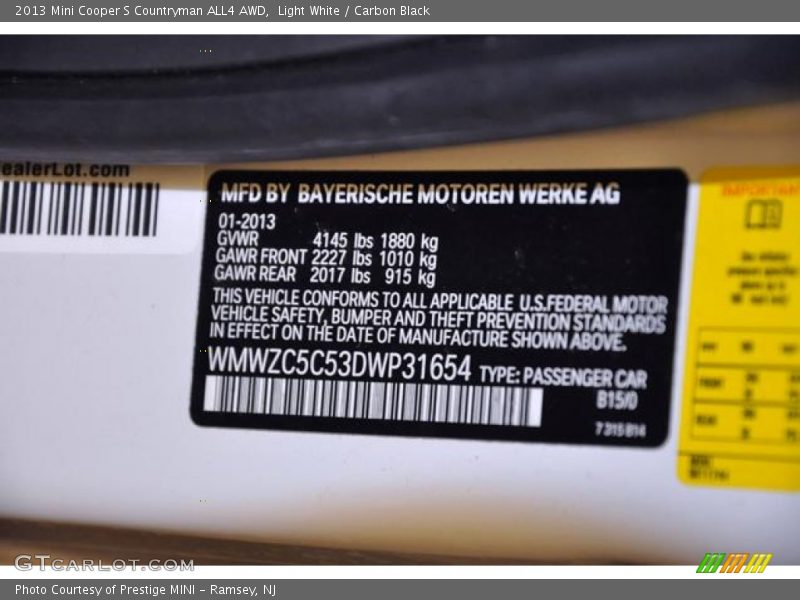 2013 Mini Cooper S Countryman ALL4 AWD, Light White / Carbon Black
ealerLot.com
MFD BY BAYERISCHE MOTOREN WERKE AG
01-2013
GVWR 4145 lbs 1880 kg
GAWR FRONT 2227 lbs 1010 kg
GAWR REAR 2017 lbs 915 kg
THIS VEHICLE CONFORMS TO ALL APPLICABLE U.S.FEDERAL MOTOR
VEHICLE SAFETY, BUMPER AND THEFT PREVENTION STANDARDS
IN EFFECT ON THE DATE OF MANUFACTURE SHOWN ABOVE.
WMWZC5C53DWP31654 TYPE: PASSENGER CAR
B15/0
7 315 814
IMPORTANT
GTCARLOT.COM
Photo Courtesy of Prestige MINI - Ramsey, NJ